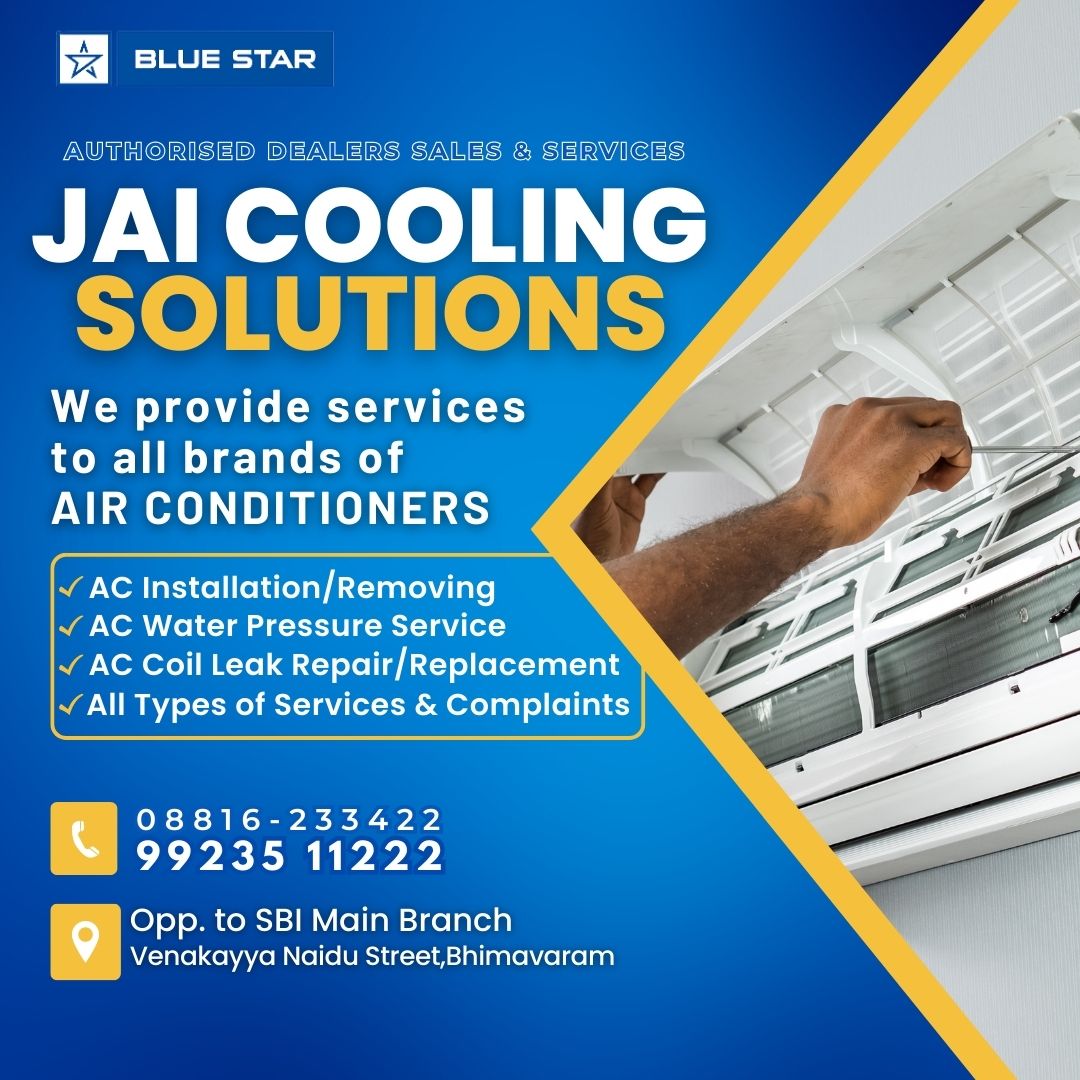 BLUE STAR
AUTHORISED DEALERS SALES & SERVICES
JAI COOLING
SOLUTIONS
We provide services
to all brands of
AIR CONDITIONERS
AC Installation/Removing
AC Water Pressure Service
AC Coil Leak Repair/Replacement
All Types of Services & Complaints
08816-233422
99235 11222
Opp. to SBI Main Branch
Venakayya Naidu Street,Bhimavaram